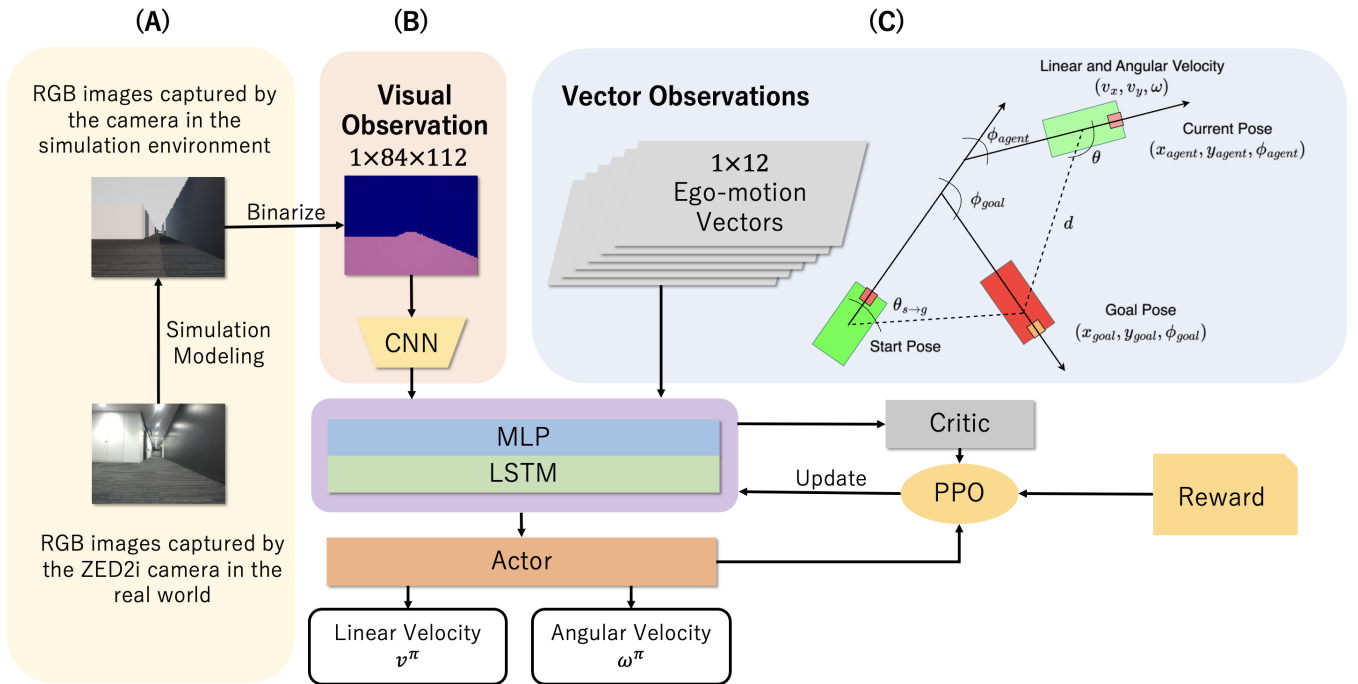 (A)
(B)
(C)
RGB images captured by
the camera in the
simulation environment
Binarize
Simulation
Modeling
RGB images captured by
the ZED2i camera in the
real world
Visual
Observation
1×84×112
CNN
Vector Observations
1×12
Ego-motion
Vectors
Linear and Angular Velocity
(v_x, v_y, ω)
ϕ_agent
Current Pose
(x_agent, y_agent, ϕ_agent)
θ
ϕ_goal
d
θ_s→g
Start Pose
Goal Pose
(x_goal, y_goal, ϕ_goal)
MLP
LSTM
Critic
Update
PPO
Reward
Actor
Linear Velocity
v^π
Angular Velocity
ω^π